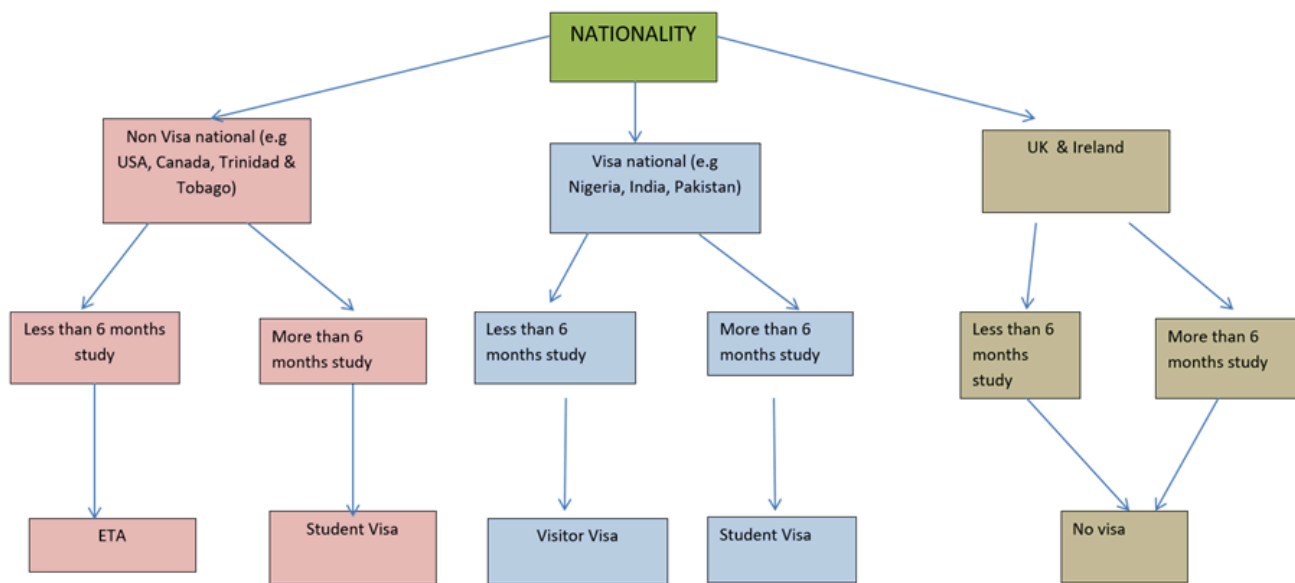 NATIONALITY
Non Visa national (e.g
USA, Canada, Trinidad &
Tobago)
Visa national (e.g
Nigeria, India, Pakistan)
UK & Ireland
Less than 6 months
study
More than 6
months study
Less than 6
months study
More than 6
months study
Less than 6
months
study
More than 6
months study
ETA
Student Visa
Visitor Visa
Student Visa
No visa